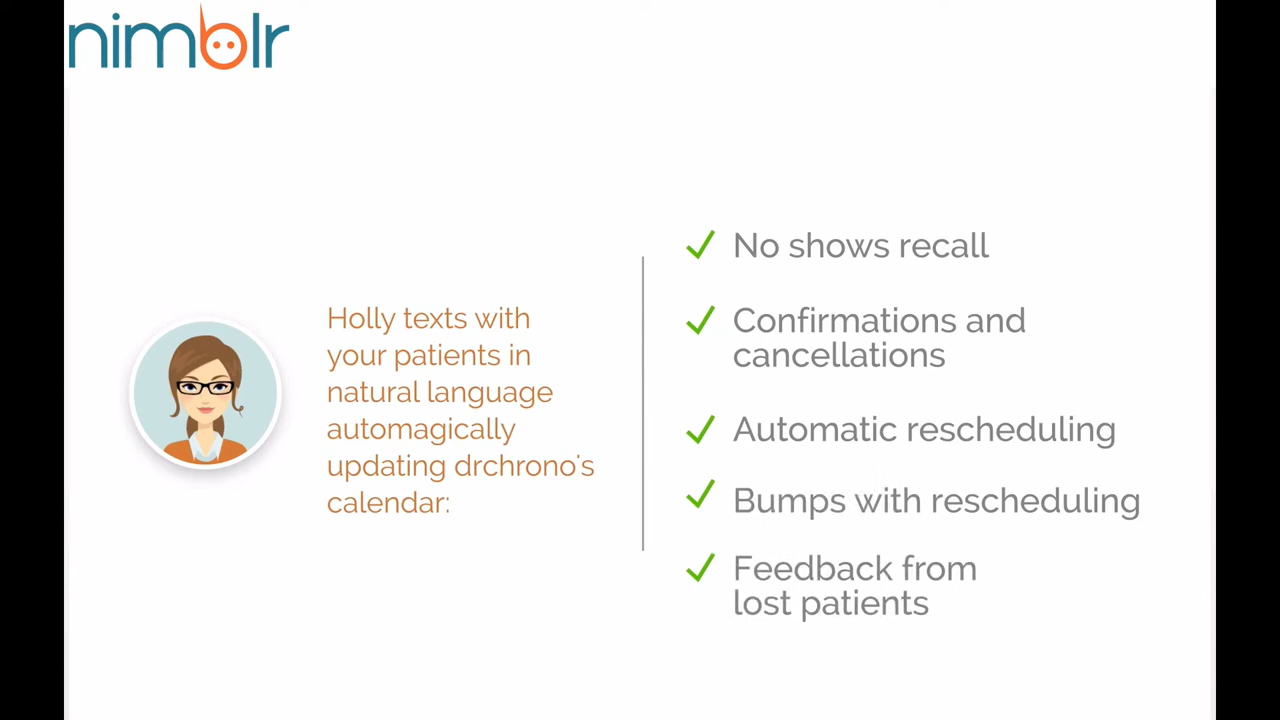 nimblr
Holly texts with
your patients in
natural language
automagically
updating drchrono's
calendar:
No shows recall
Confirmations and
cancellations
Automatic rescheduling
Bumps with rescheduling
Feedback from
lost patients